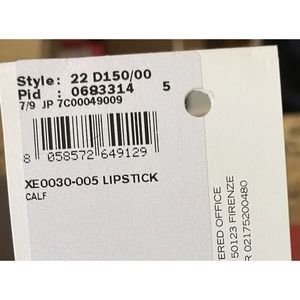 Style: 22 D150/00
Pid : 0683314 5
7/9 JP 7C00049009
8 058572 649129
XE0030-005 LIPSTICK
CALF
ERED OFFICE
50123 FIRENZE
R 02175200480